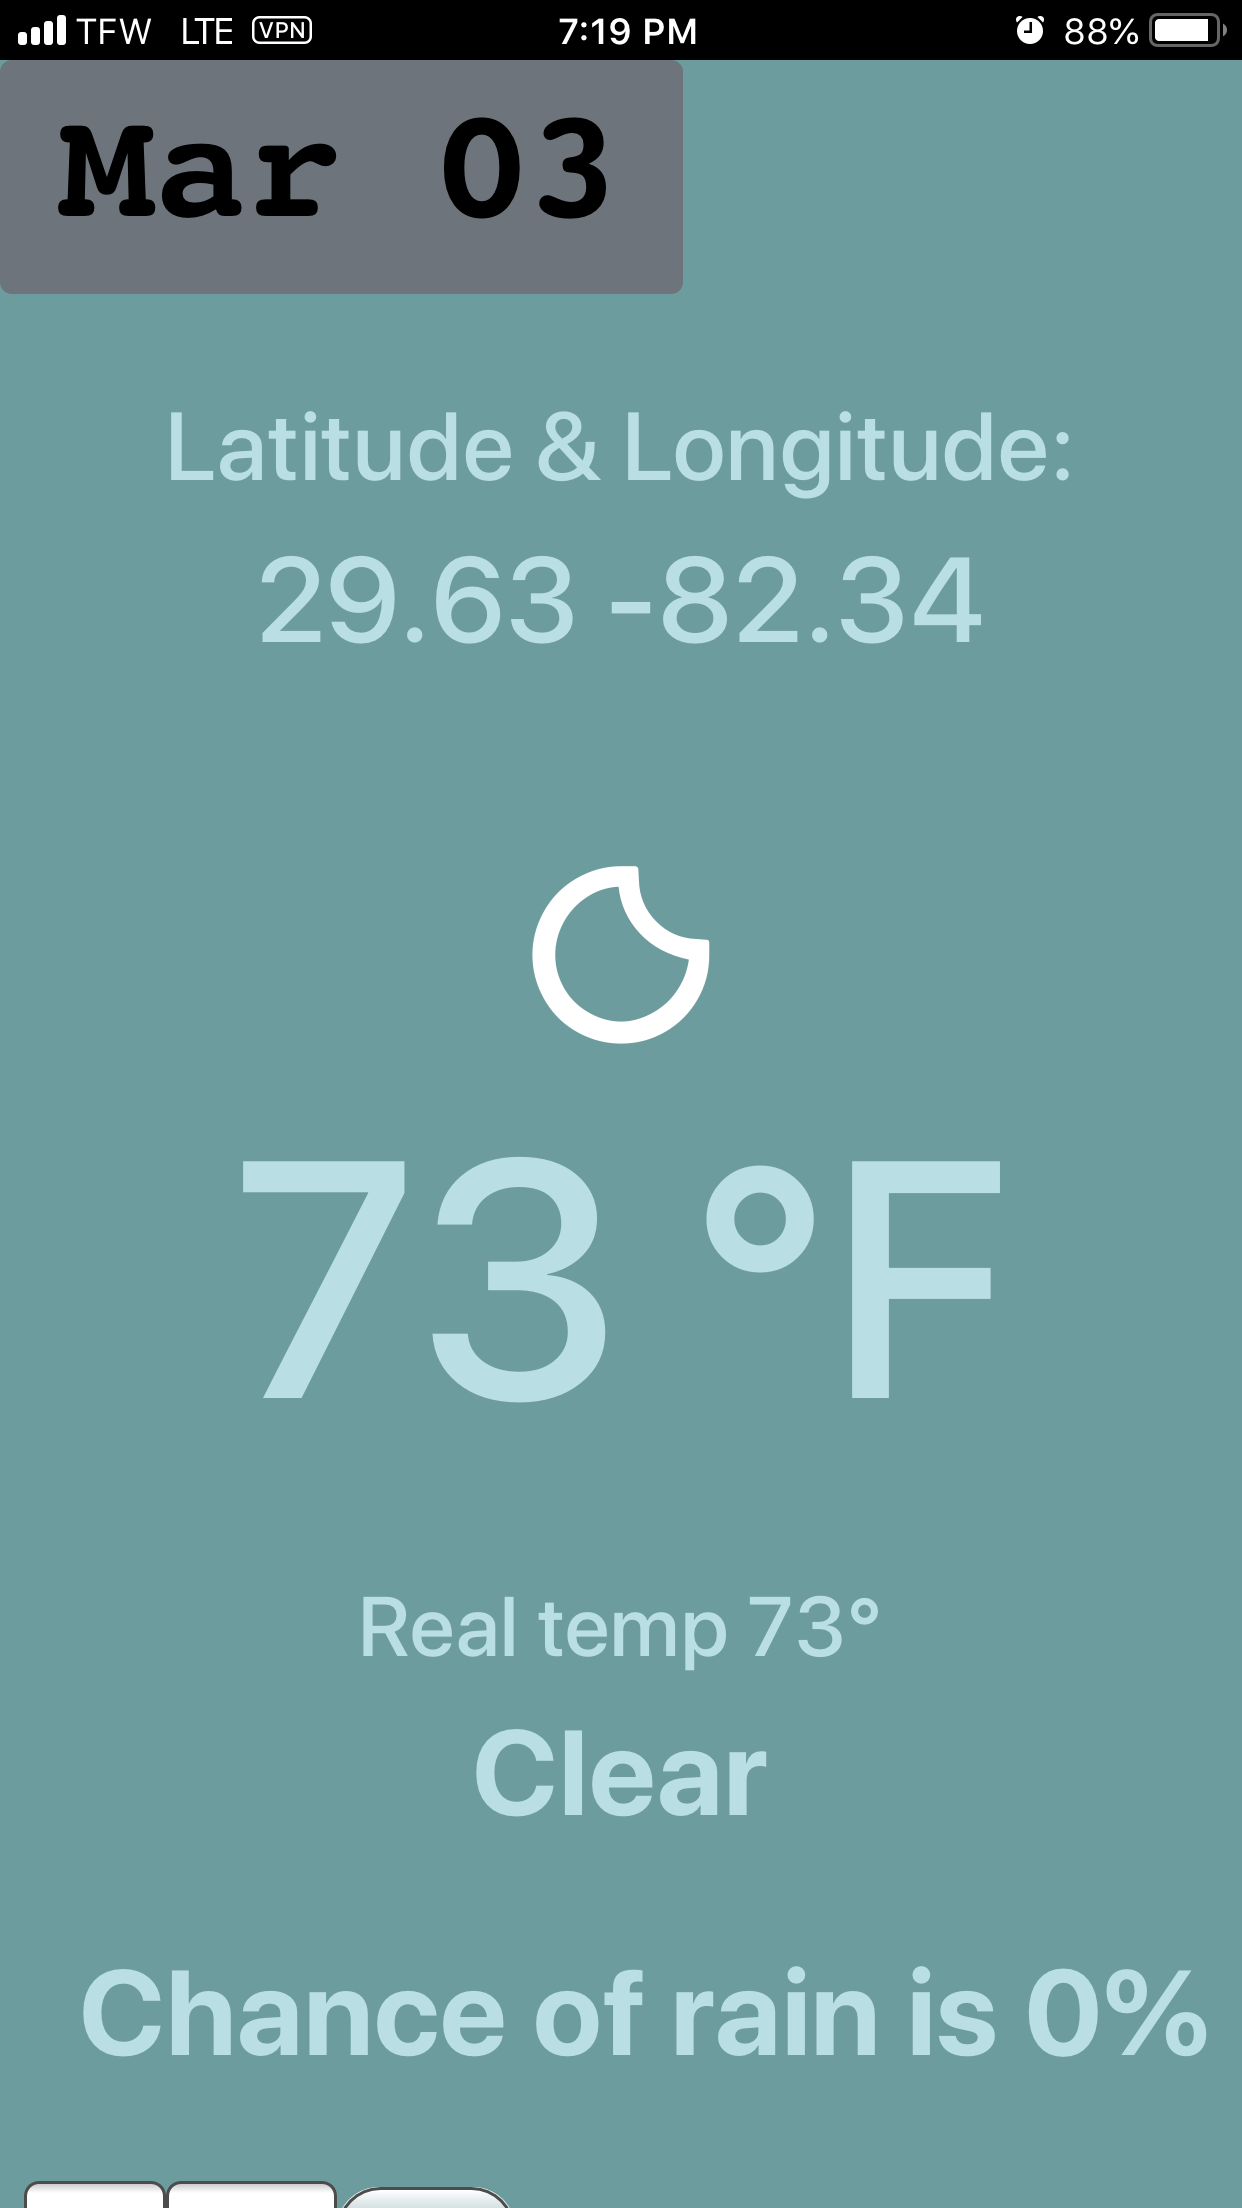 TFW LTE VPN 7:19 PM 88%
Mar 03
Latitude & Longitude:
29.63 -82.34
73 °F
Real temp 73°
Clear
Chance of rain is 0%